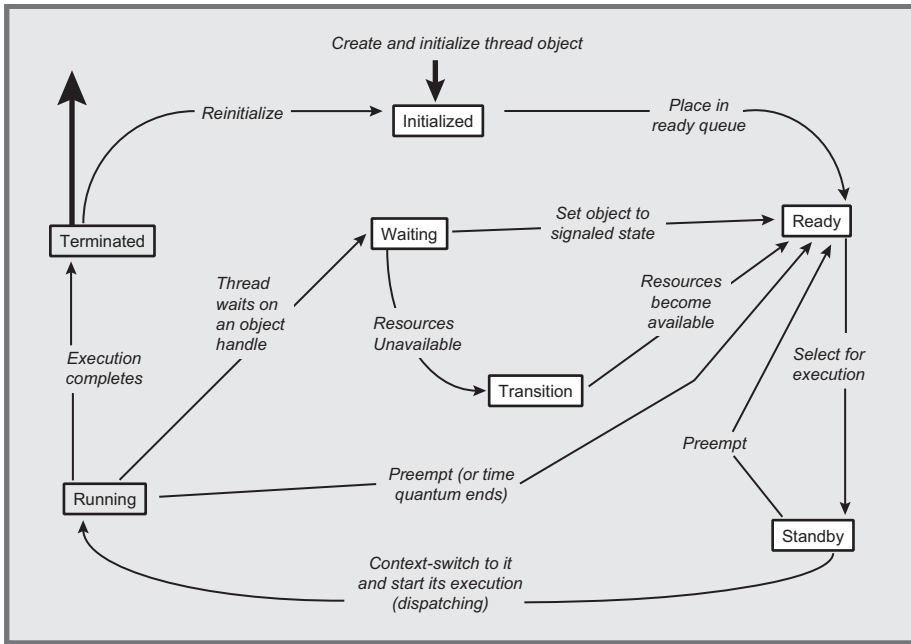 Create and initialize thread object
Reinitialize
Initialized
Place in
ready queue
Terminated
Waiting
Set object to
signaled state
Ready
Thread
waits on
an object
handle
Resources
Unavailable
Resources
become
available
Execution
completes
Transition
Select for
execution
Preempt
Running
Preempt (or time
quantum ends)
Standby
Context-switch to it
and start its execution
(dispatching)